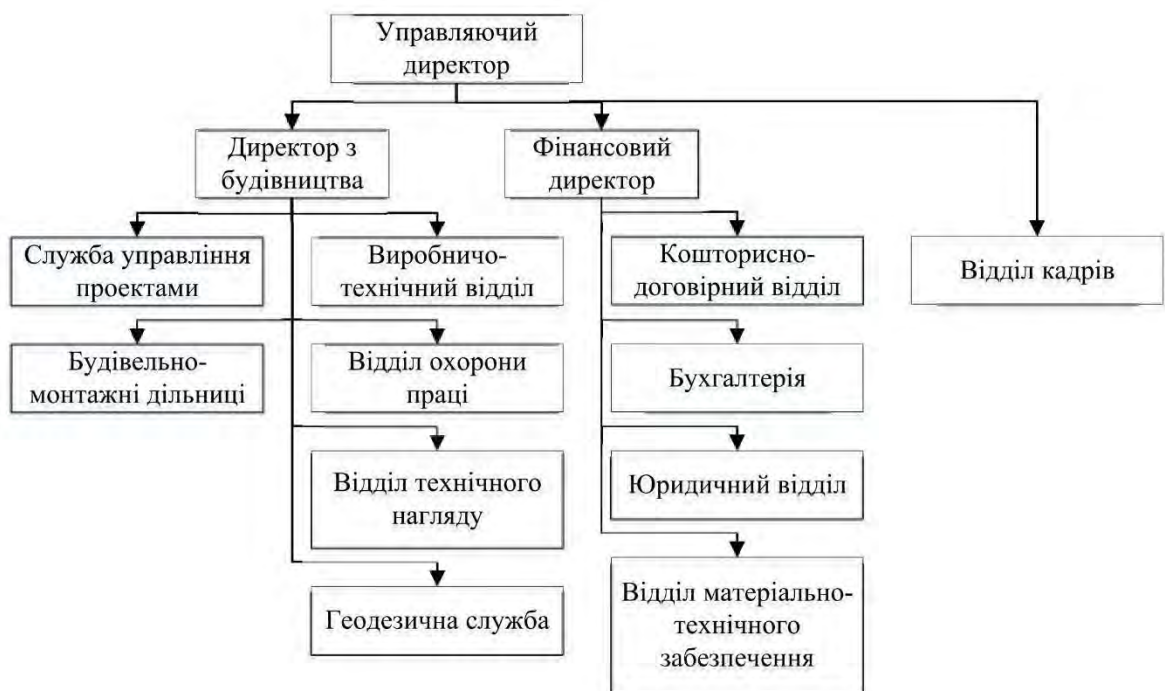 Управляючий
директор
Директор з
будівництва
Фінансовий
директор
Служба управління
проектами
Виробничо-
технічний відділ
Кошторисно-
договірний відділ
Відділ кадрів
Будівельно-
монтажні дільниці
Відділ охорони
праці
Бухгалтерія
Відділ технічного
нагляду
Юридичний відділ
Геодезична служба
Відділ матеріально-
технічного
забезпечення